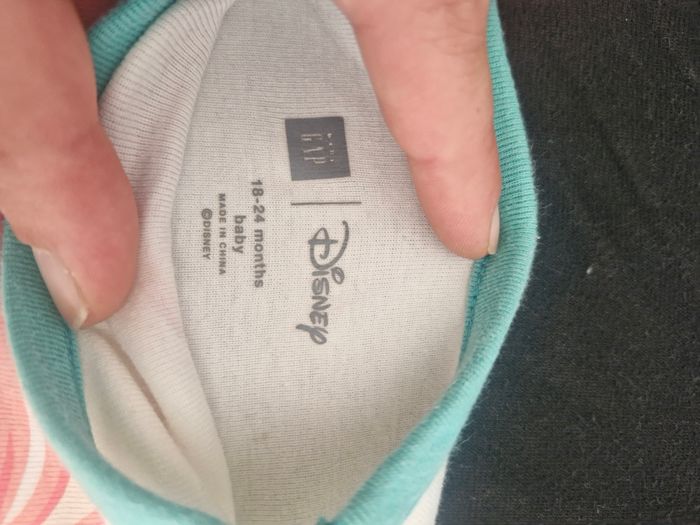 GAP
Disney
18-24 months
baby
MADE IN CHINA
©DISNEY